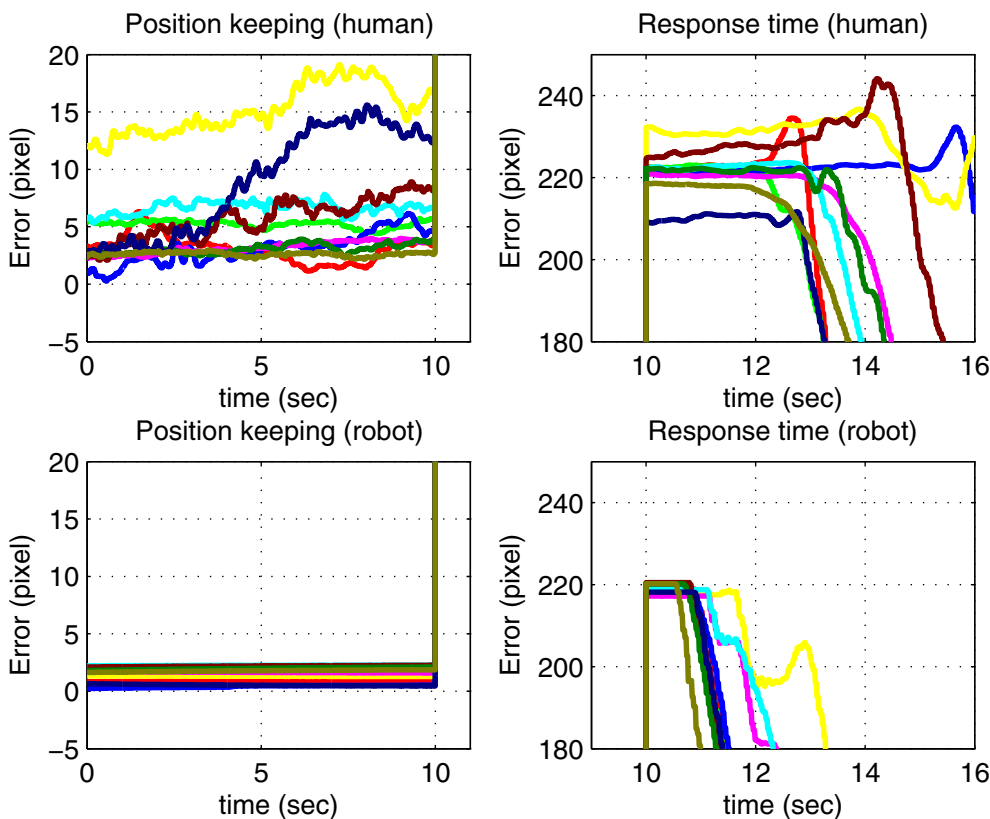 Position keeping (human)
Error (pixel)
20
15
10
5
0
−5
0
5
10
time (sec)
Response time (human)
Error (pixel)
240
220
200
180
10
12
14
16
time (sec)
Position keeping (robot)
Error (pixel)
20
15
10
5
0
−5
0
5
10
time (sec)
Response time (robot)
Error (pixel)
240
220
200
180
10
12
14
16
time (sec)